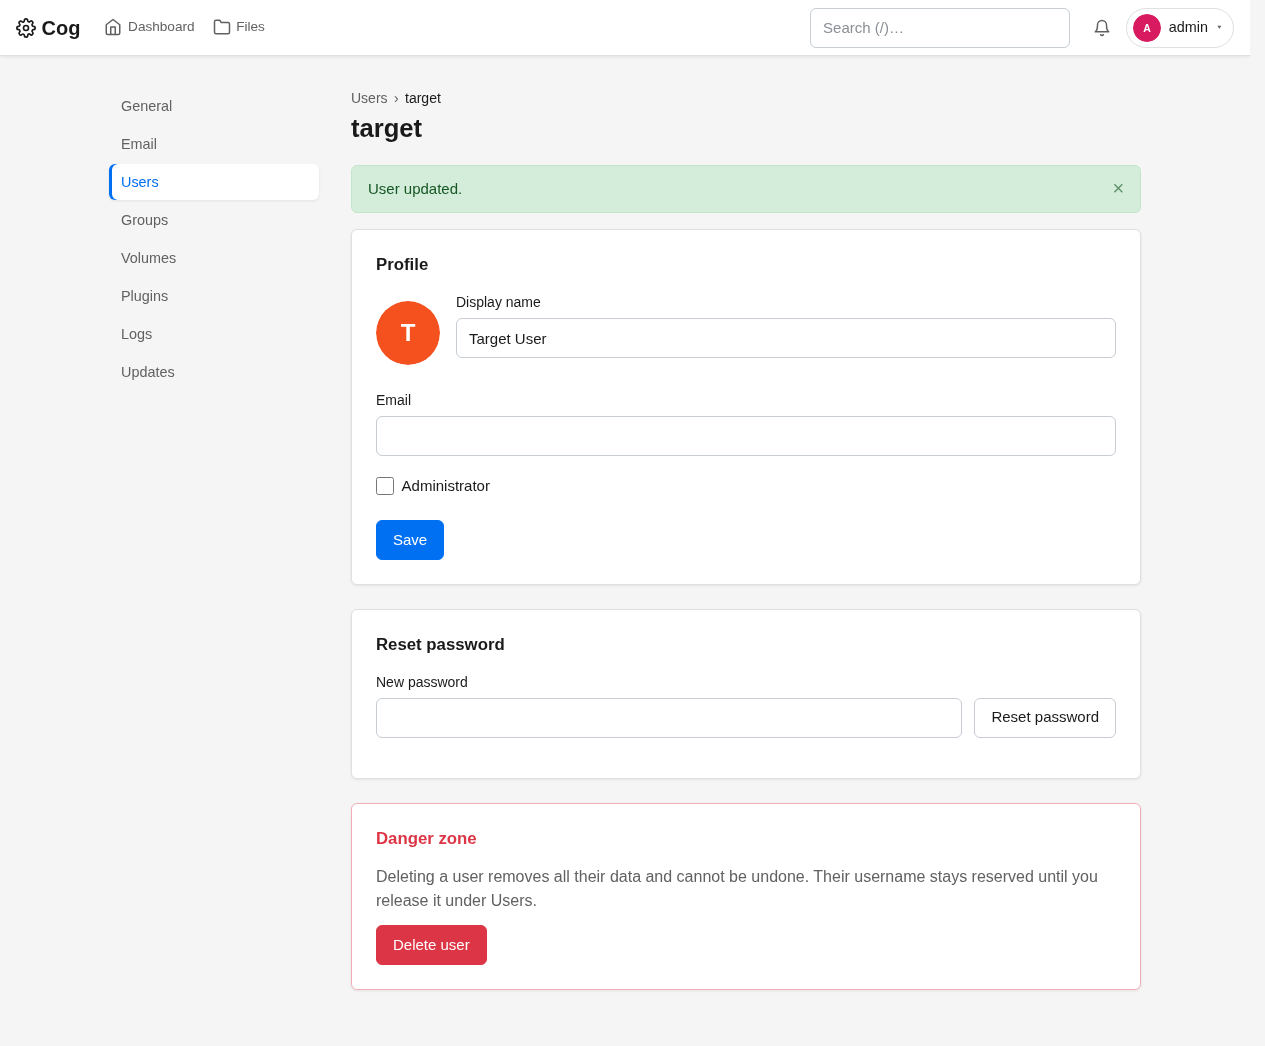 Cog
Dashboard
Files
Search (/)…
A
admin
General
Email
Users
Groups
Volumes
Plugins
Logs
Updates
Users › target
target
User updated. ×
Profile
T
Display name
Target User
Email
Administrator
Save
Reset password
New password
Reset password
Danger zone
Deleting a user removes all their data and cannot be undone. Their username stays reserved until you
release it under Users.
Delete user